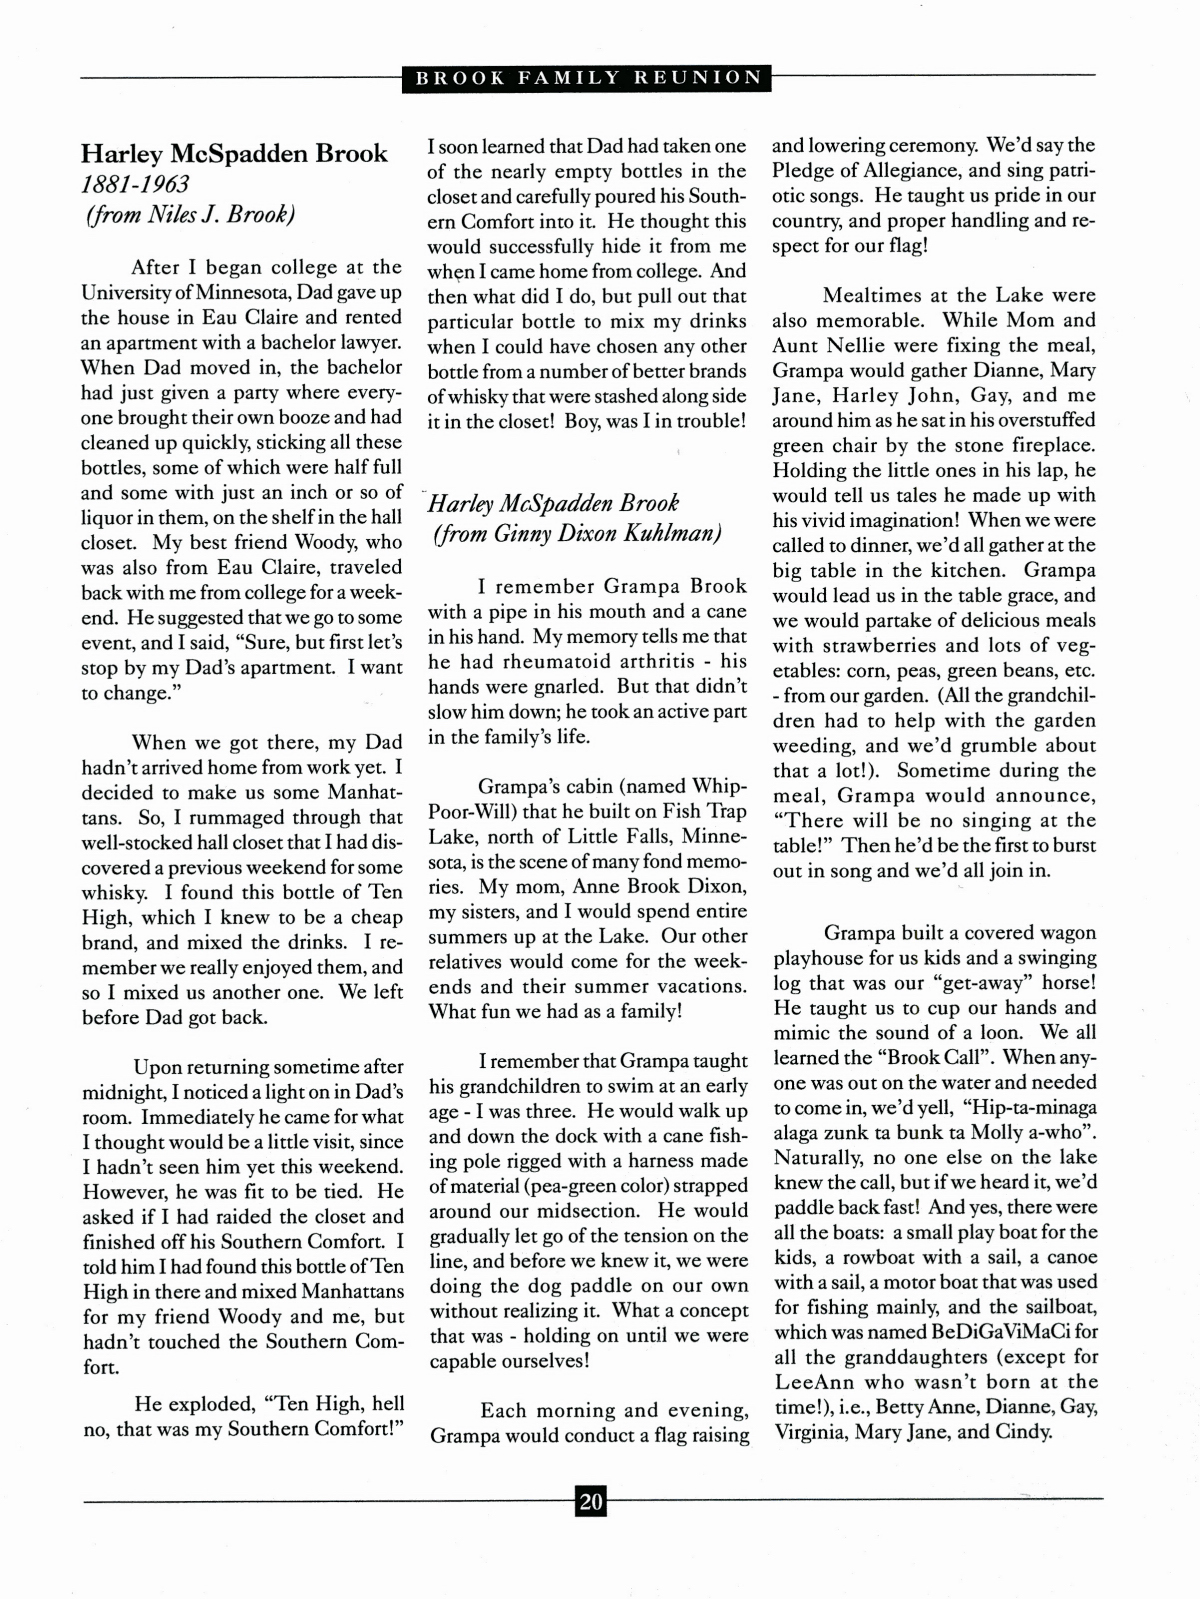 BROOK FAMILY REUNION
Harley McSpadden Brook
1881-1963
(from Niles J. Brook)
After I began college at the
University of Minnesota, Dad gave up
the house in Eau Claire and rented
an apartment with a bachelor lawyer.
When Dad moved in, the bachelor
had just given a party where every-
one brought their own booze and had
cleaned up quickly, sticking all these
bottles, some of which were half full
and some with just an inch or so of
liquor in them, on the shelf in the hall
closet. My best friend Woody, who
was also from Eau Claire, traveled
back with me from college for a week-
end. He suggested that we go to some
event, and I said, “Sure, but first let’s
stop by my Dad’s apartment. I want
to change.”
When we got there, my Dad
hadn’t arrived home from work yet. I
decided to make us some Manhat-
tans. So, I rummaged through that
well-stocked hall closet that I had dis-
covered a previous weekend for some
whisky. I found this bottle of Ten
High, which I knew to be a cheap
brand, and mixed the drinks. I re-
member we really enjoyed them, and
so I mixed us another one. We left
before Dad got back.
Upon returning sometime after
midnight, I noticed a light on in Dad’s
room. Immediately he came for what
I thought would be a little visit, since
I hadn’t seen him yet this weekend.
However, he was fit to be tied. He
asked if I had raided the closet and
finished off his Southern Comfort. I
told him I had found this bottle of Ten
High in there and mixed Manhattans
for my friend Woody and me, but
hadn’t touched the Southern Com-
fort.
He exploded, “Ten High, hell
no, that was my Southern Comfort!”
I soon learned that Dad had taken one
of the nearly empty bottles in the
closet and carefully poured his South-
ern Comfort into it. He thought this
would successfully hide it from me
when I came home from college. And
then what did I do, but pull out that
particular bottle to mix my drinks
when I could have chosen any other
bottle from a number of better brands
of whisky that were stashed along side
it in the closet! Boy, was I in trouble!
Harley McSpadden Brook
(from Ginny Dixon Kuhlman)
I remember Grampa Brook
with a pipe in his mouth and a cane
in his hand. My memory tells me that
he had rheumatoid arthritis - his
hands were gnarled. But that didn’t
slow him down; he took an active part
in the family’s life.
Grampa’s cabin (named Whip-
Poor-Will) that he built on Fish Trap
Lake, north of Little Falls, Minne-
sota, is the scene of many fond memo-
ries. My mom, Anne Brook Dixon,
my sisters, and I would spend entire
summers up at the Lake. Our other
relatives would come for the week-
ends and their summer vacations.
What fun we had as a family!
I remember that Grampa taught
his grandchildren to swim at an early
age - I was three. He would walk up
and down the dock with a cane fish-
ing pole rigged with a harness made
of material (pea-green color) strapped
around our midsection. He would
gradually let go of the tension on the
line, and before we knew it, we were
doing the dog paddle on our own
without realizing it. What a concept
that was - holding on until we were
capable ourselves!
Each morning and evening,
Grampa would conduct a flag raising
and lowering ceremony. We’d say the
Pledge of Allegiance, and sing patri-
otic songs. He taught us pride in our
country, and proper handling and re-
spect for our flag!
Mealtimes at the Lake were
also memorable. While Mom and
Aunt Nellie were fixing the meal,
Grampa would gather Dianne, Mary
Jane, Harley John, Gay, and me
around him as he sat in his overstuffed
green chair by the stone fireplace.
Holding the little ones in his lap, he
would tell us tales he made up with
his vivid imagination! When we were
called to dinner, we’d all gather at the
big table in the kitchen. Grampa
would lead us in the table grace, and
we would partake of delicious meals
with strawberries and lots of veg-
etables: corn, peas, green beans, etc.
- from our garden. (All the grandchil-
dren had to help with the garden
weeding, and we’d grumble about
that a lot!). Sometime during the
meal, Grampa would announce,
“There will be no singing at the
table!” Then he’d be the first to burst
out in song and we’d all join in.
Grampa built a covered wagon
playhouse for us kids and a swinging
log that was our “get-away” horse!
He taught us to cup our hands and
mimic the sound of a loon. We all
learned the “Brook Call”. When any-
one was out on the water and needed
to come in, we’d yell, “Hip-ta-minaga
alaga zunk ta bunk ta Molly a-who”.
Naturally, no one else on the lake
knew the call, but if we heard it, we’d
paddle back fast! And yes, there were
all the boats: a small play boat for the
kids, a rowboat with a sail, a canoe
with a sail, a motor boat that was used
for fishing mainly, and the sailboat,
which was named BeDiGaViMaCi for
all the granddaughters (except for
LeeAnn who wasn’t born at the
time!), i.e., Betty Anne, Dianne, Gay,
Virginia, Mary Jane, and Cindy.
20